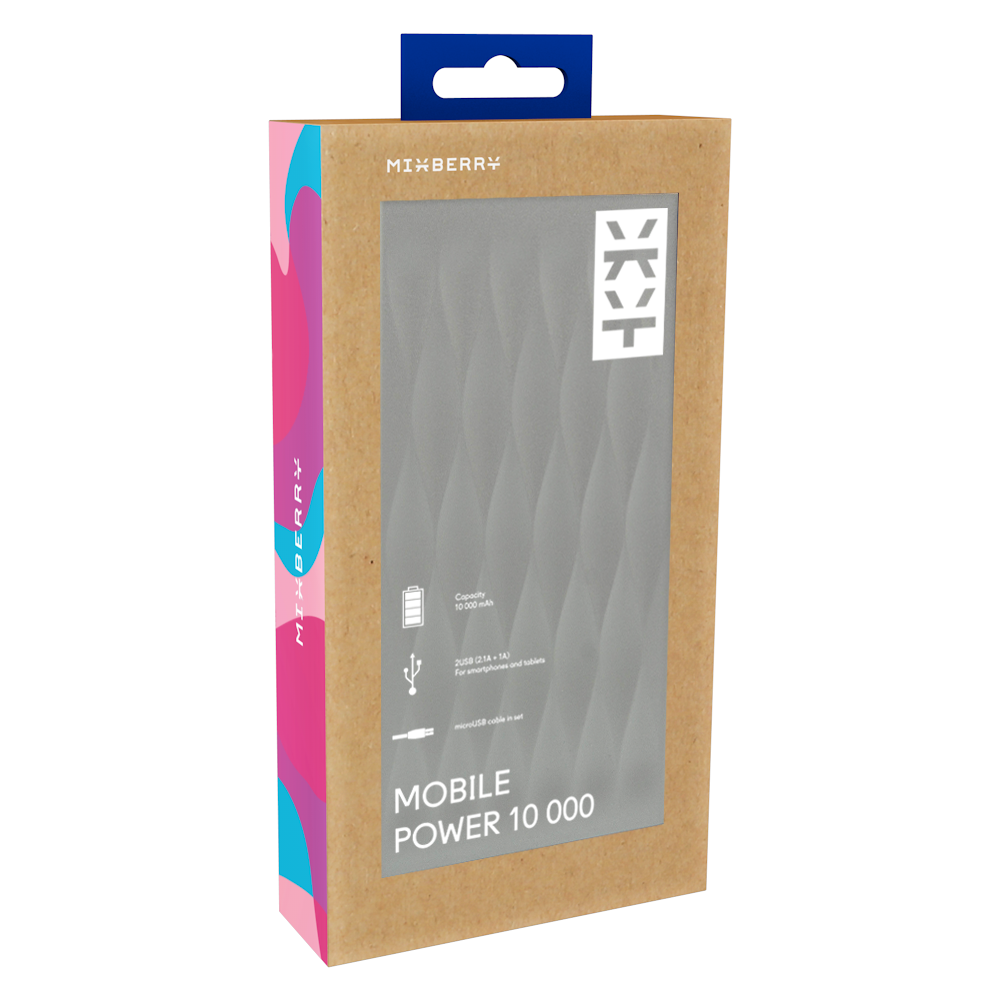 MIXBERRY
Capacity
10 000 mAh
2USB (2.1A + 1A)
For smartphones and tablets
microUSB cable in set
MOBILE
POWER 10 000
MIXBERRY